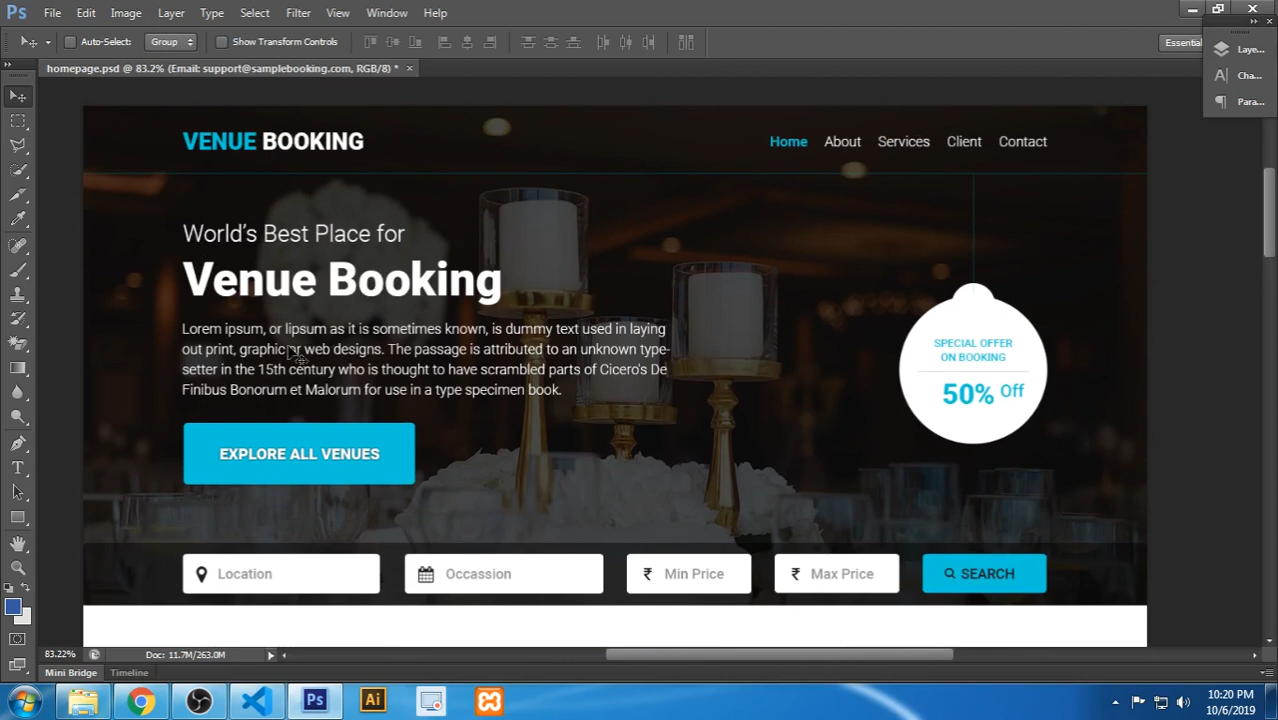 Ps File Edit Image Layer Type Select Filter View Window Help
Auto-Select: Group Show Transform Controls Essential
homepage.psd @ 83.2% (Email: support@samplebooking.com, RGB/8) * ×
Laye...
Cha...
Para...
VENUE BOOKING Home About Services Client Contact
World's Best Place for
Venue Booking
Lorem ipsum, or lipsum as it is sometimes known, is dummy text used in laying
out print, graphic or web designs. The passage is attributed to an unknown type-
setter in the 15th century who is thought to have scrambled parts of Cicero's De
Finibus Bonorum et Malorum for use in a type specimen book.
EXPLORE ALL VENUES
SPECIAL OFFER
ON BOOKING
50% Off
Location Occassion ₹ Min Price ₹ Max Price SEARCH
83.22% Doc: 11.7M/263.0M
Mini Bridge Timeline
Ps Ai 10:20 PM
10/6/2019